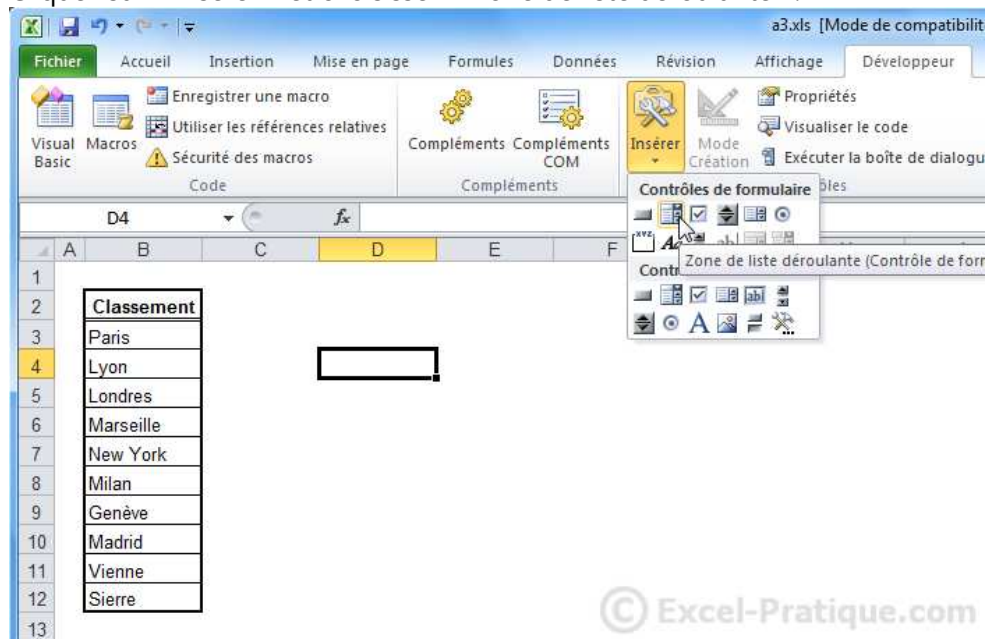 a3.xls [Mode de compatibilit
Fichier Accueil Insertion Mise en page Formules Données Révision Affichage Développeur
Visual Basic
Macros
Enregistrer une macro
Utiliser les références relatives
Sécurité des macros
Code
Compléments
Compléments COM
Compléments
Insérer
Mode Création
Propriétés
Visualiser le code
Exécuter la boîte de dialogu
Contrôles de formulaire
Zone de liste déroulante (Contrôle de forr
Contr
D4
fx
A B C D E F
1
2 Classement
3 Paris
4 Lyon
5 Londres
6 Marseille
7 New York
8 Milan
9 Genève
10 Madrid
11 Vienne
12 Sierre
13
© Excel-Pratique.com